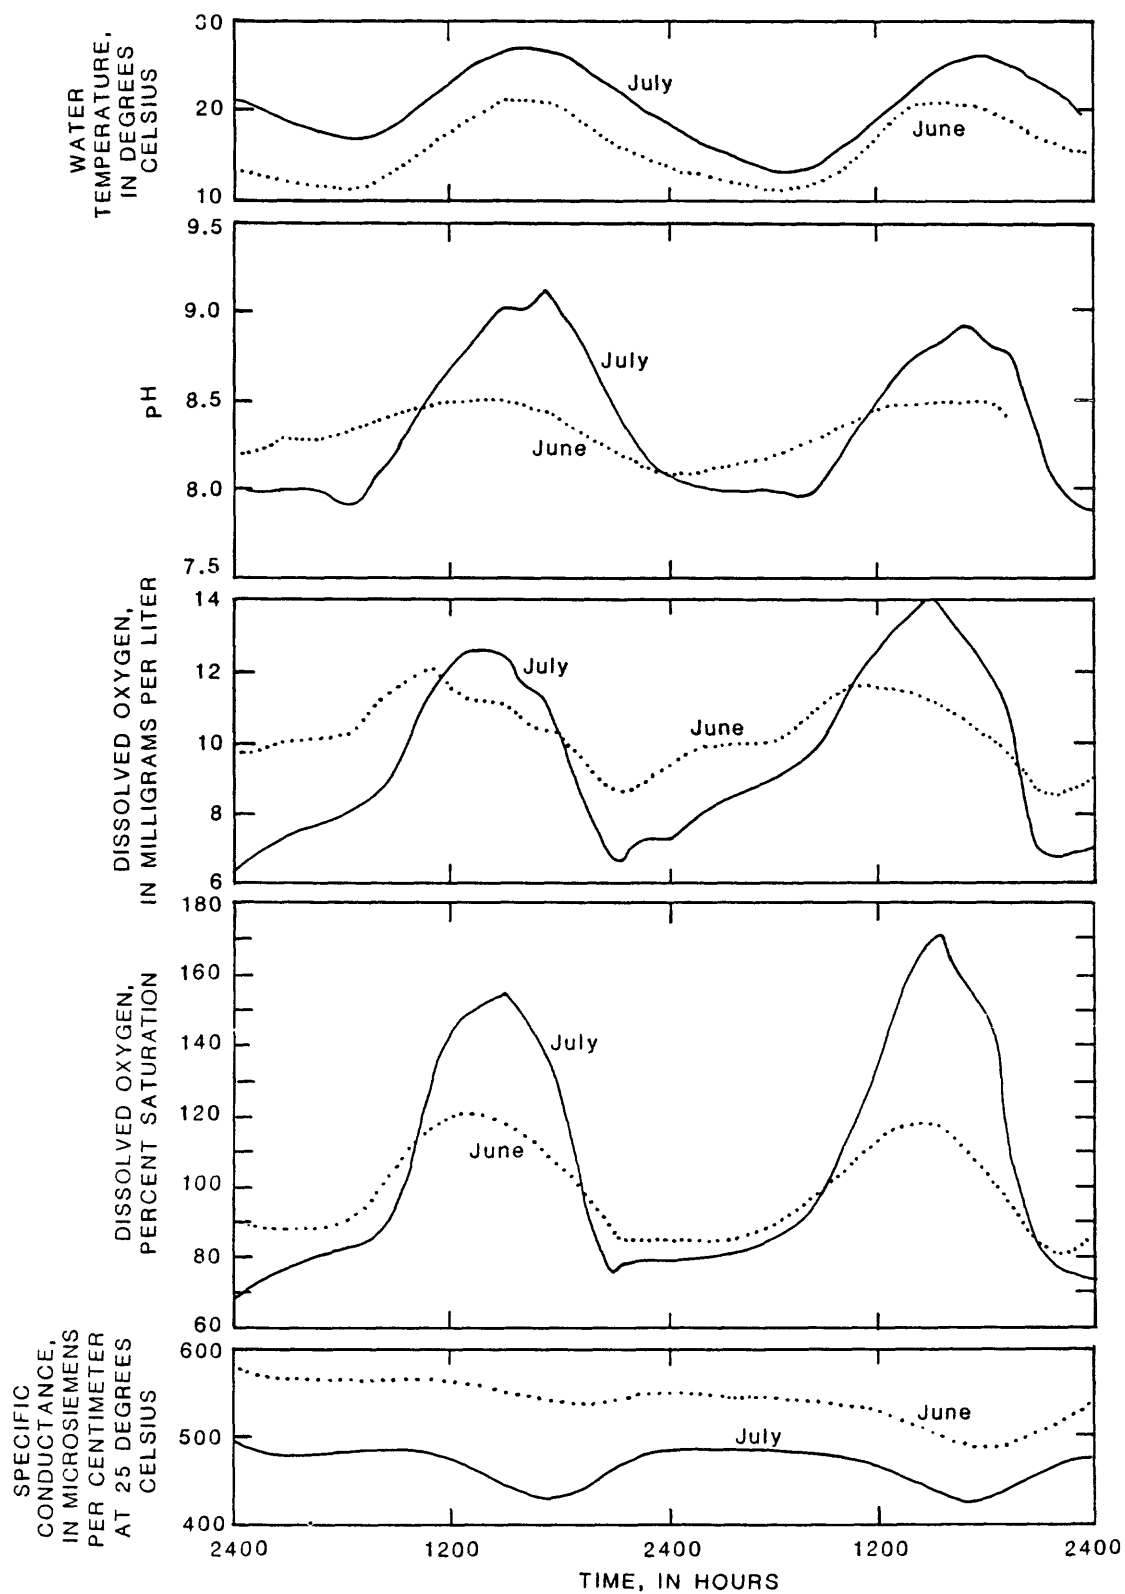 WATER
TEMPERATURE,
IN DEGREES
CELSIUS
30
20
10
July
June
pH
9.5
9.0
8.5
8.0
7.5
July
June
DISSOLVED OXYGEN,
IN MILLIGRAMS PER LITER
14
12
10
8
6
July
June
DISSOLVED OXYGEN,
PERCENT SATURATION
180
160
140
120
100
80
60
July
June
SPECIFIC
CONDUCTANCE,
IN MICROSIEMENS
PER CENTIMETER
AT 25 DEGREES
CELSIUS
600
500
400
June
July
2400 1200 2400 1200 2400
TIME, IN HOURS